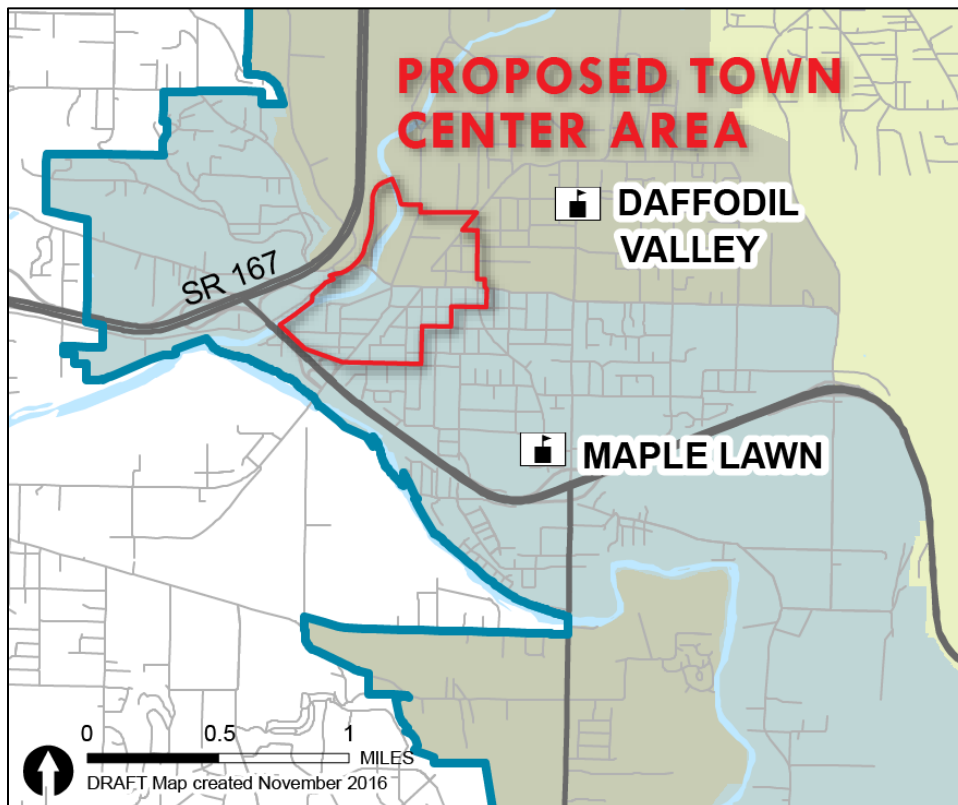 PROPOSED TOWN
CENTER AREA
DAFFODIL
VALLEY
SR 167
MAPLE LAWN
0 0.5 1
MILES
DRAFT Map created November 2016